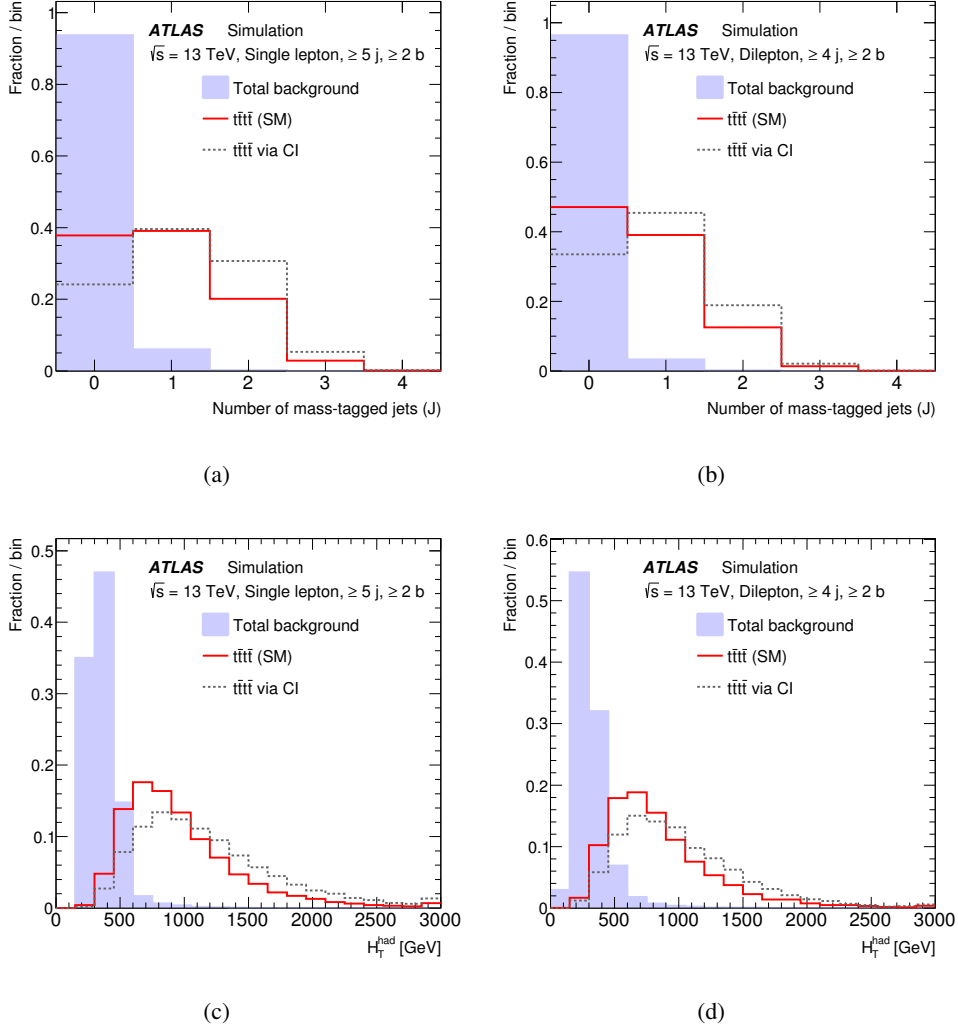 Fraction / bin
ATLAS Simulation
√s = 13 TeV, Single lepton, ≥ 5 j, ≥ 2 b
Total background
tt̄tt̄ (SM)
tt̄tt̄ via CI
1
0.8
0.6
0.4
0.2
0
0 1 2 3 4
Number of mass-tagged jets (J)
(a)
Fraction / bin
ATLAS Simulation
√s = 13 TeV, Dilepton, ≥ 4 j, ≥ 2 b
Total background
tt̄tt̄ (SM)
tt̄tt̄ via CI
1
0.8
0.6
0.4
0.2
0
0 1 2 3 4
Number of mass-tagged jets (J)
(b)
Fraction / bin
ATLAS Simulation
√s = 13 TeV, Single lepton, ≥ 5 j, ≥ 2 b
Total background
tt̄tt̄ (SM)
tt̄tt̄ via CI
0.5
0.4
0.3
0.2
0.1
0
0 500 1000 1500 2000 2500 3000
H_T^had [GeV]
(c)
Fraction / bin
ATLAS Simulation
√s = 13 TeV, Dilepton, ≥ 4 j, ≥ 2 b
Total background
tt̄tt̄ (SM)
tt̄tt̄ via CI
0.6
0.5
0.4
0.3
0.2
0.1
0
0 500 1000 1500 2000 2500 3000
H_T^had [GeV]
(d)